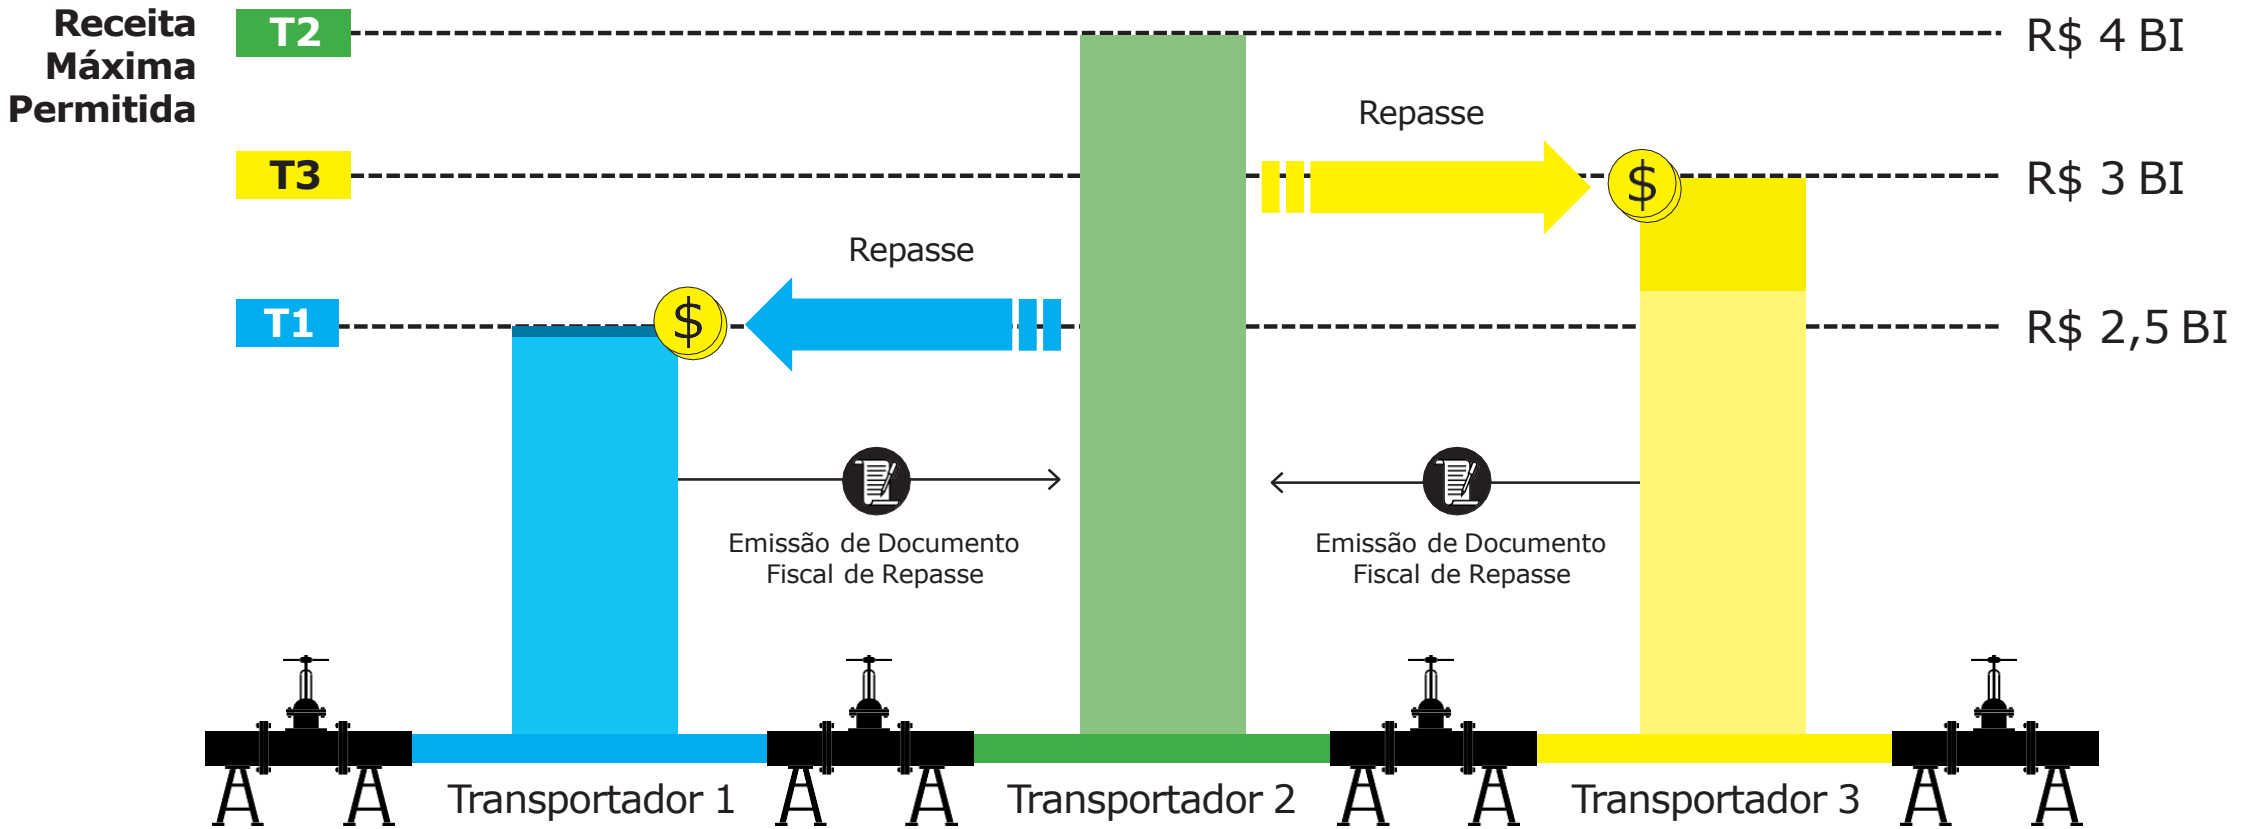 Receita
Máxima
Permitida
T2
R$ 4 BI
Repasse
T3
$
R$ 3 BI
Repasse
T1
$
R$ 2,5 BI
Emissão de Documento
Fiscal de Repasse
Emissão de Documento
Fiscal de Repasse
Transportador 1
Transportador 2
Transportador 3